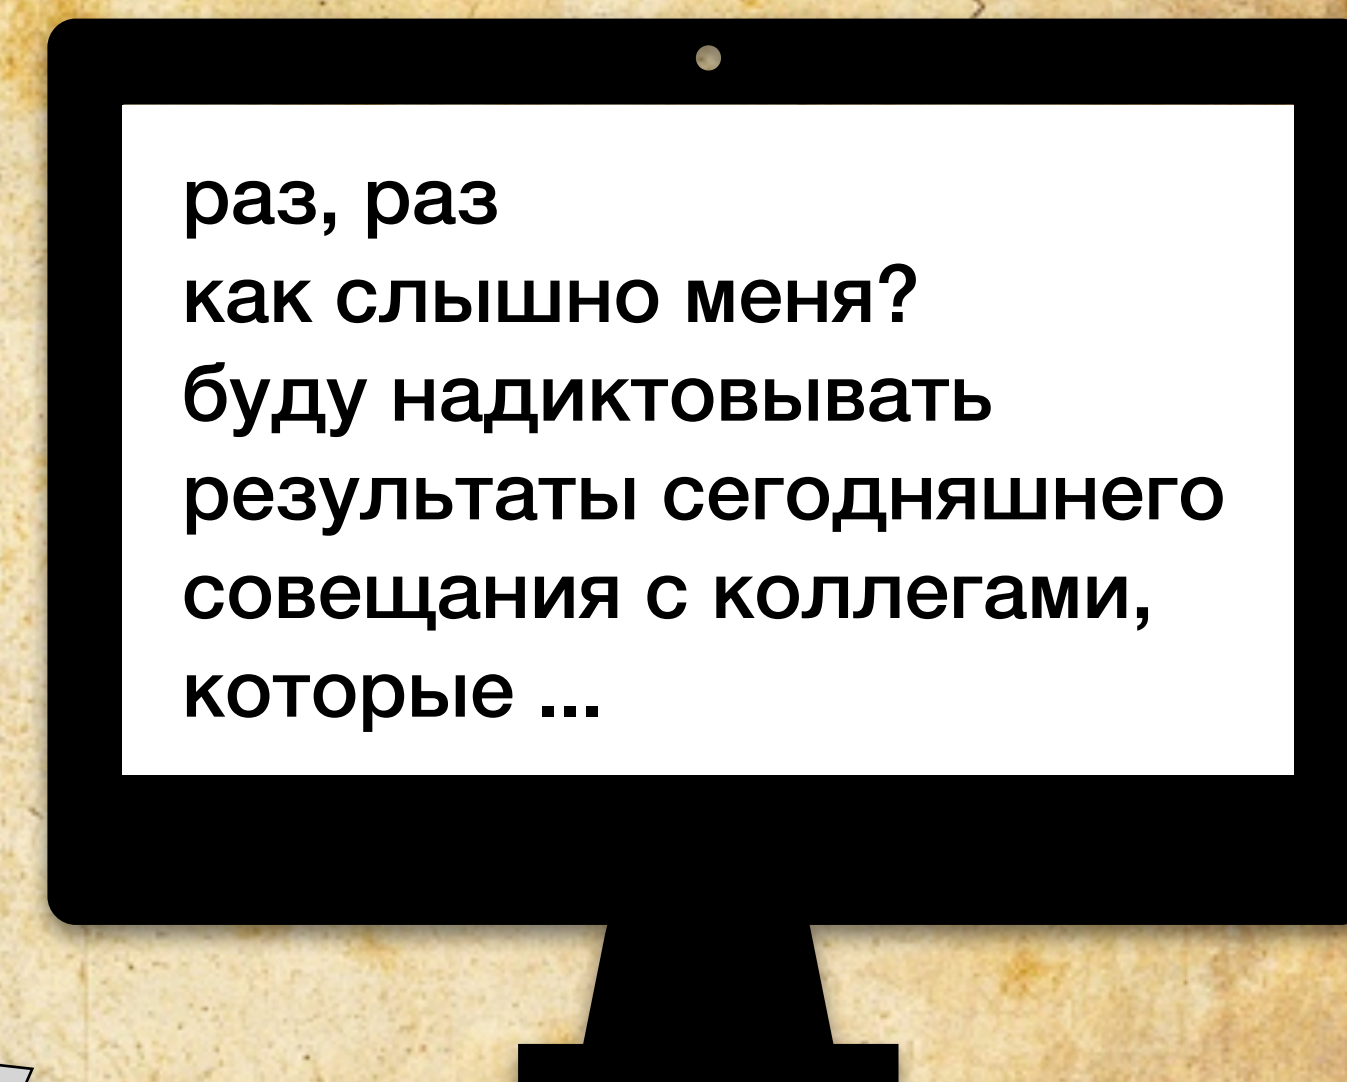 раз, раз
как слышно меня?
буду надиктовывать
результаты сегодняшнего
совещания с коллегами,
которые ...